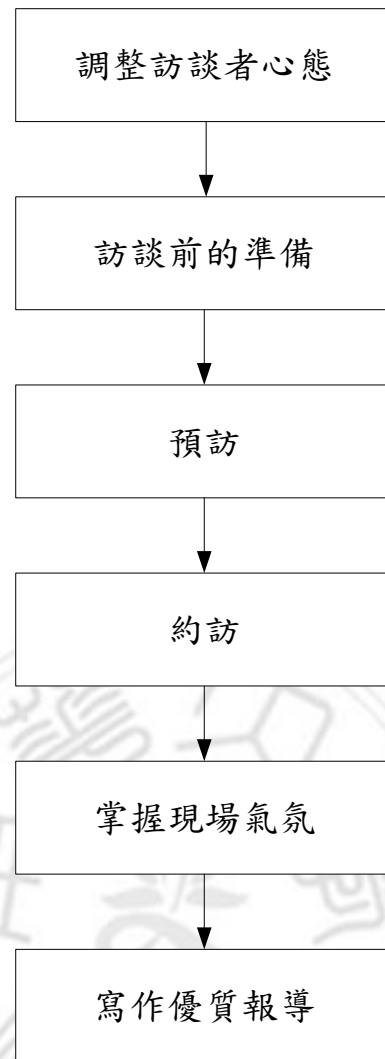 調整訪談者心態
訪談前的準備
預訪
約訪
掌握現場氣氛
寫作優質報導